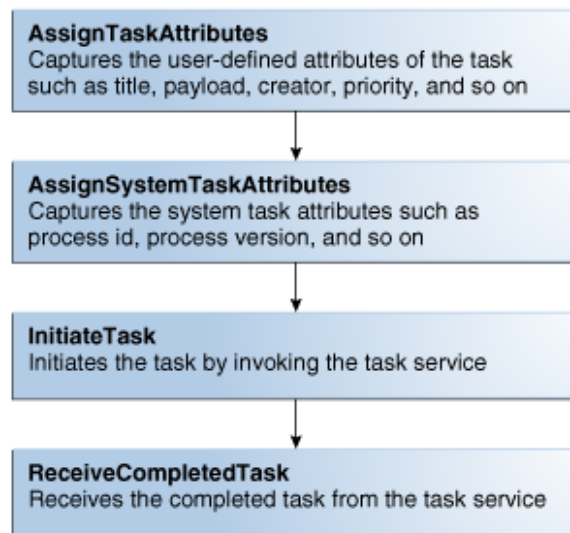 AssignTaskAttributes
Captures the user-defined attributes of the task
such as title, payload, creator, priority, and so on
AssignSystemTaskAttributes
Captures the system task attributes such as
process id, process version, and so on
InitiateTask
Initiates the task by invoking the task service
ReceiveCompletedTask
Receives the completed task from the task service